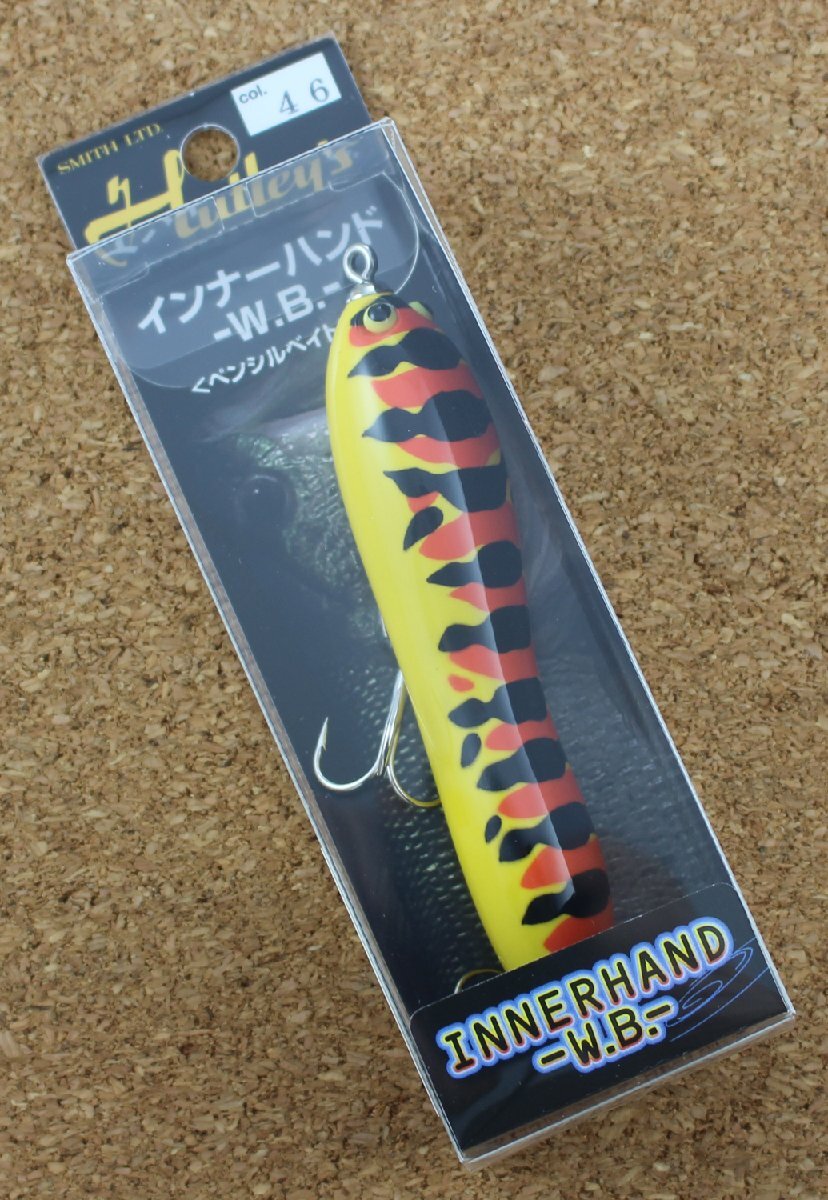 col. 46
SMITH LTD.
インナーハンド
-W.B.-
<ペンシルベイト
INNERHAND
-W.B.-